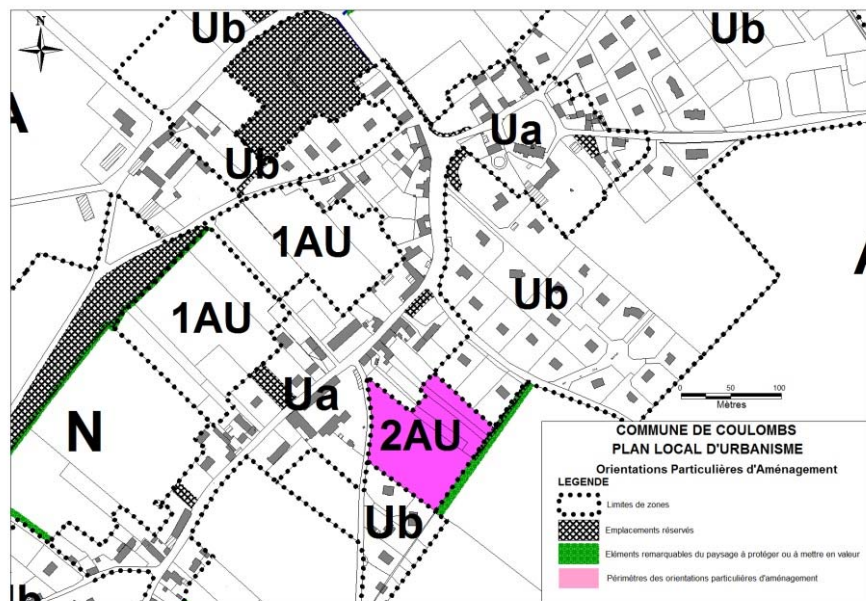 N
Ub
Ub
A
Ua
Ub
1AU
A
Ub
1AU
Ua
N
2AU
0 50 100
Mètres
Ub
Ub
COMMUNE DE COULOMBS
PLAN LOCAL D'URBANISME
Orientations Particulières d'Aménagement
LEGENDE
Limites de zones
Emplacements réservés
Eléments remarquables du paysage à protéger ou à mettre en valeur
Périmètres des orientations particulières d'aménagement